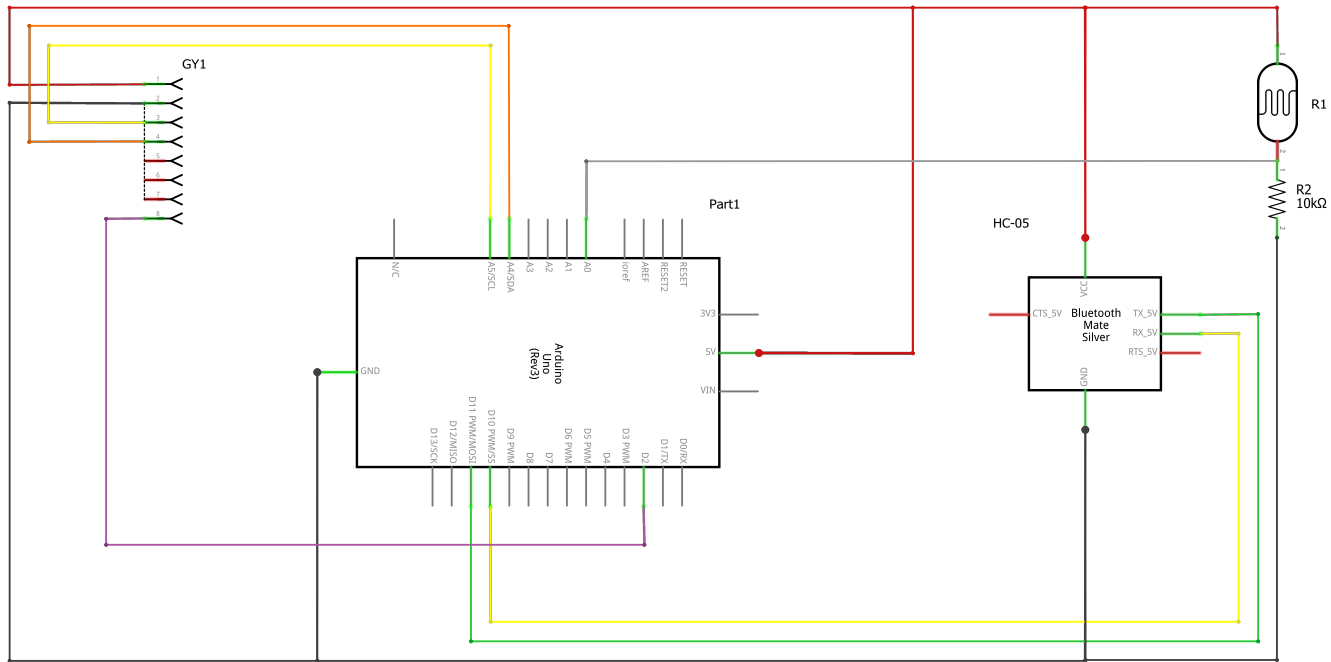 GY1
1
2
3
4
5
6
7
8
Part1
N/C
A5/SCL
A4/SDA
A3
A2
A1
A0
ioref
AREF
RESET2
RESET
3V3
5V
VIN
GND
Arduino
Uno
(Rev3)
D13/SCK
D12/MISO
D11 PWM/MOSI
D10 PWM/SS
D9 PWM
D8
D7
D6 PWM
D5 PWM
D4
D3 PWM
D2
D1/TX
D0/RX
HC-05
VCC
CTS_5V
Bluetooth
Mate
Silver
TX_5V
RX_5V
RTS_5V
GND
1
R1
2
1
R2
10kΩ
2